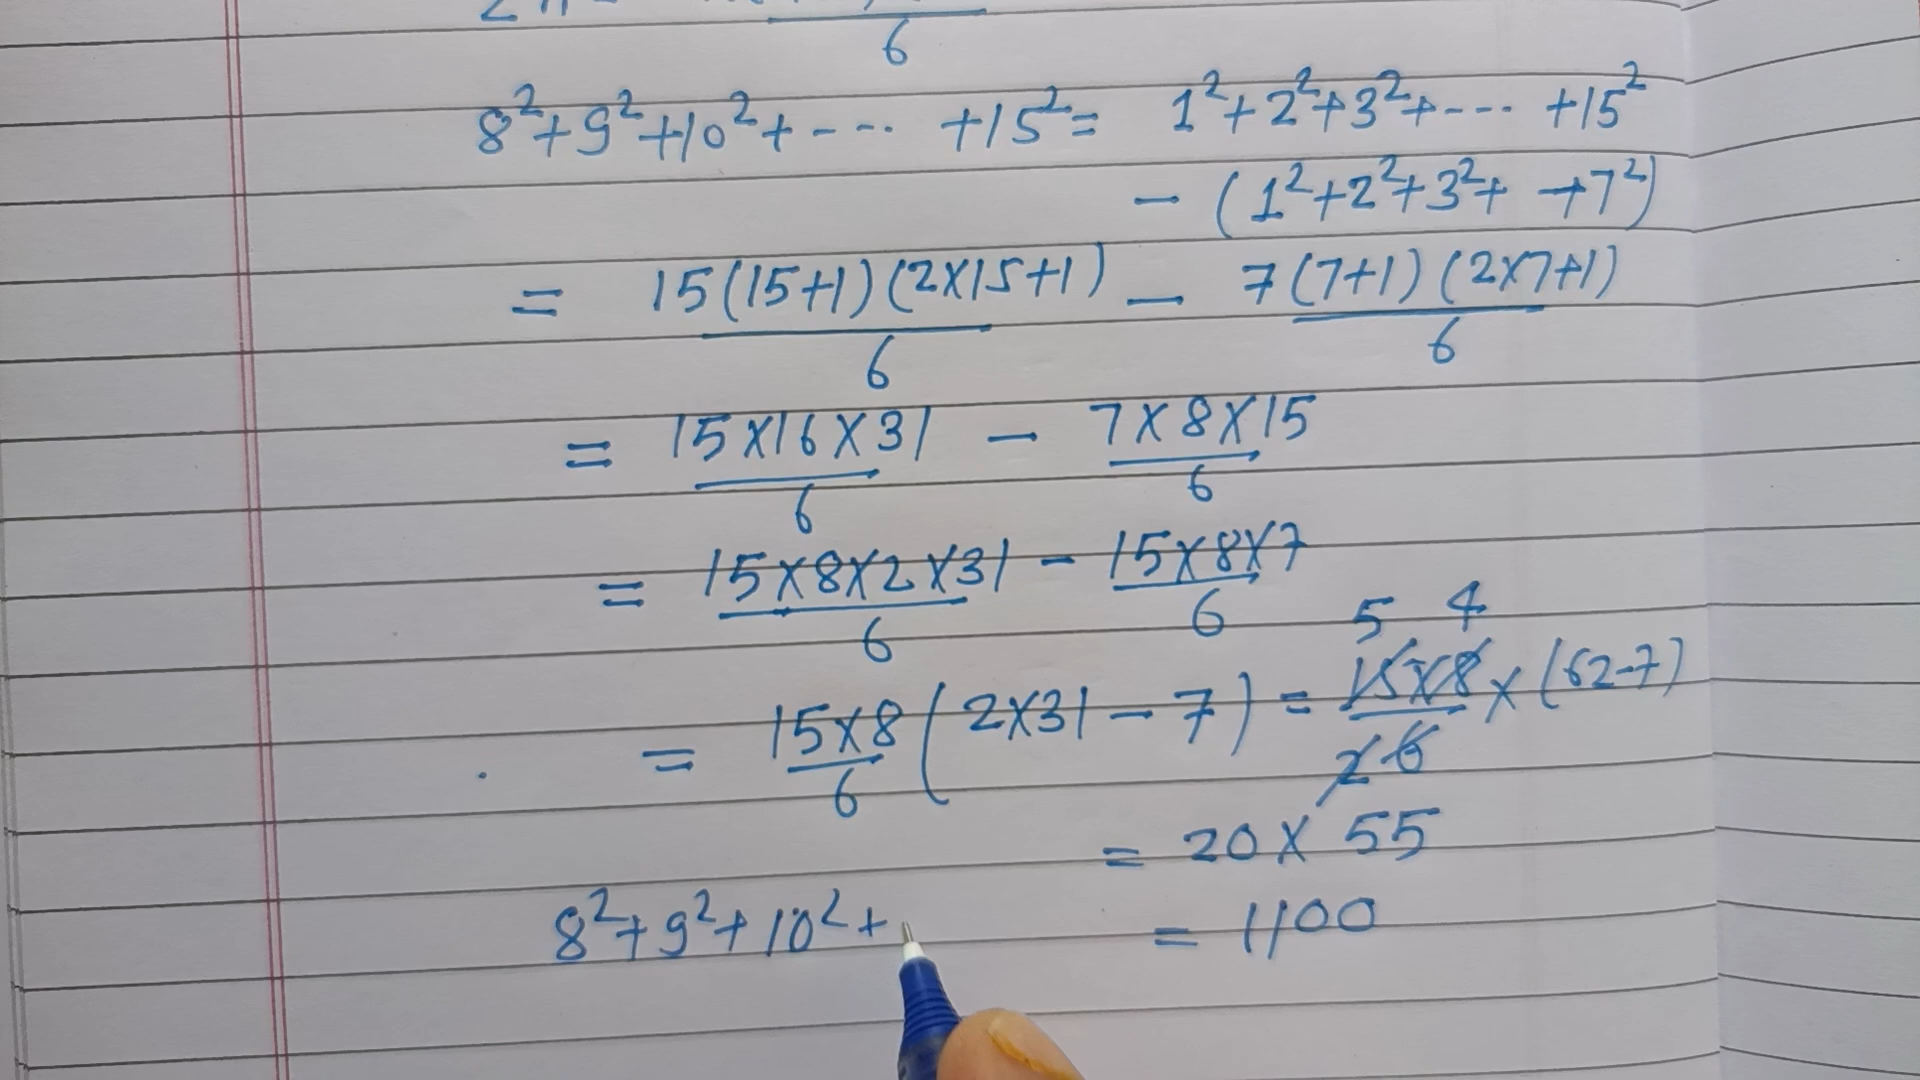 6
8²+9²+10²+---- +15²= 1²+2²+3²+---- +15²
- (1²+2²+3²+ +7²)
= 15(15+1)(2×15+1)/6 - 7(7+1)(2×7+1)/6
= 15×16×31/6 - 7×8×15/6
= 15×8×2×31/6 - 15×8×7/6
5 4
= 15×8/6 (2×31-7) = 15×8/6 × (62-7)
2
= 20×55
8²+9²+10²+ = 1100